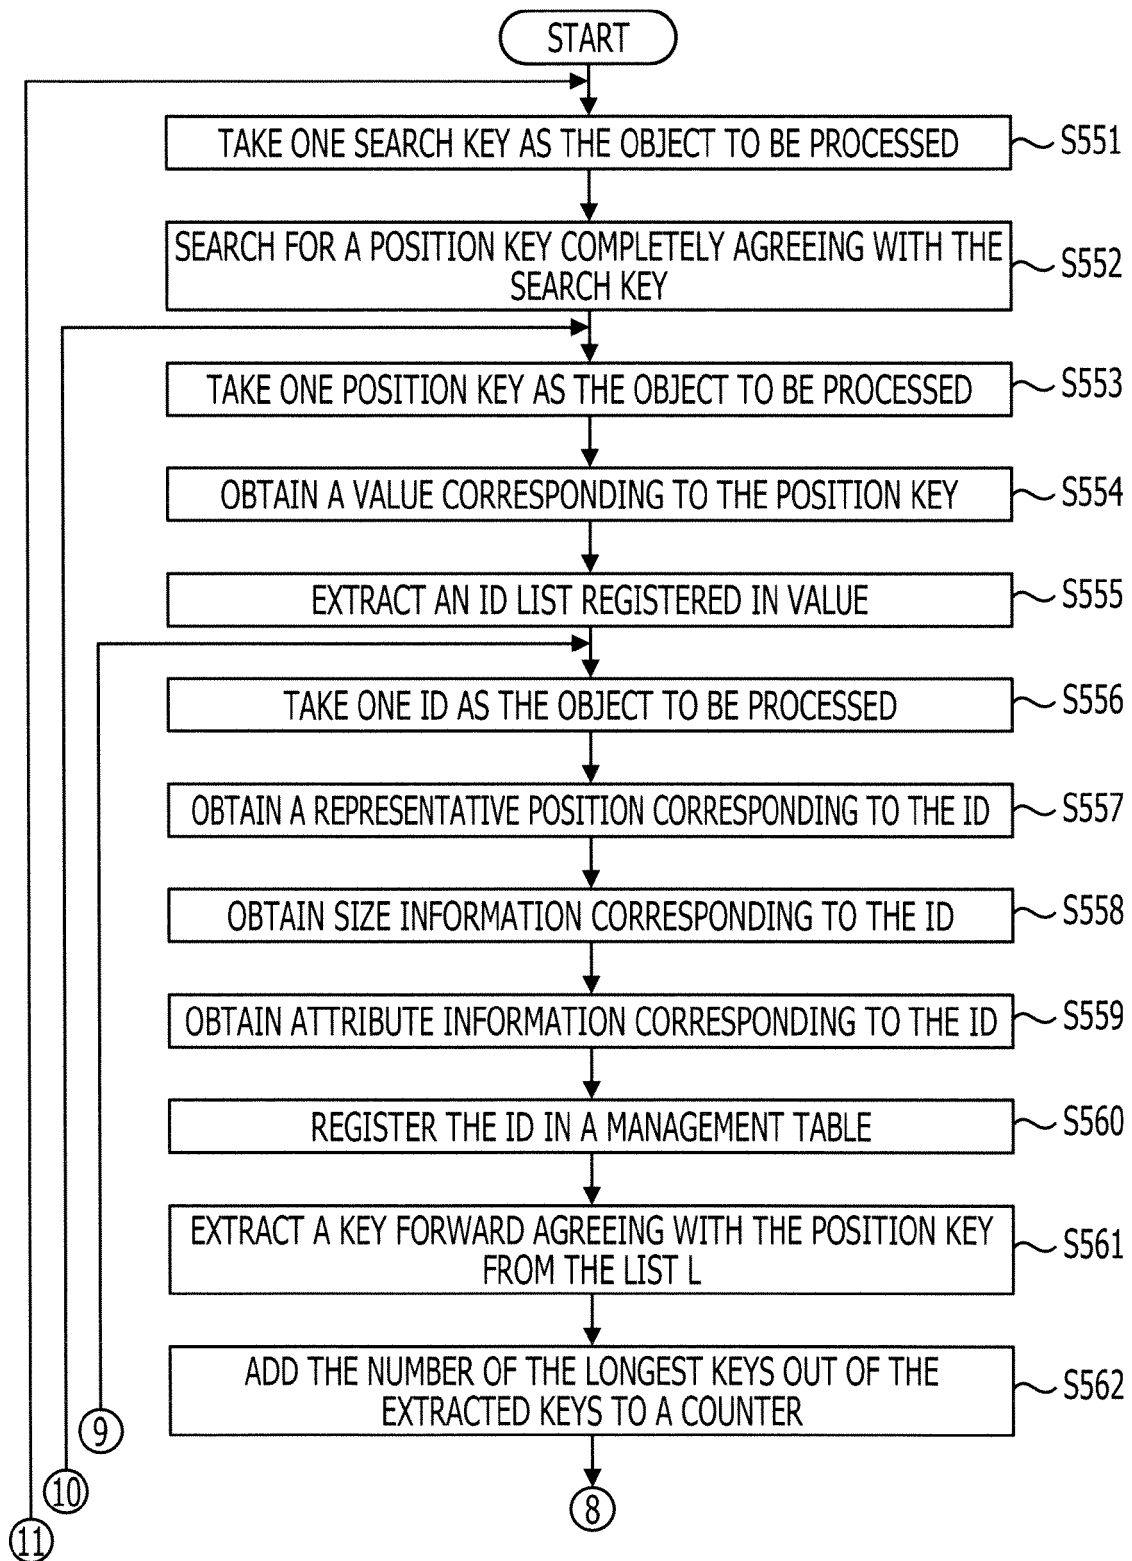 START
TAKE ONE SEARCH KEY AS THE OBJECT TO BE PROCESSED
S551
SEARCH FOR A POSITION KEY COMPLETELY AGREEING WITH THE
SEARCH KEY
S552
TAKE ONE POSITION KEY AS THE OBJECT TO BE PROCESSED
S553
OBTAIN A VALUE CORRESPONDING TO THE POSITION KEY
S554
EXTRACT AN ID LIST REGISTERED IN VALUE
S555
TAKE ONE ID AS THE OBJECT TO BE PROCESSED
S556
OBTAIN A REPRESENTATIVE POSITION CORRESPONDING TO THE ID
S557
OBTAIN SIZE INFORMATION CORRESPONDING TO THE ID
S558
OBTAIN ATTRIBUTE INFORMATION CORRESPONDING TO THE ID
S559
REGISTER THE ID IN A MANAGEMENT TABLE
S560
EXTRACT A KEY FORWARD AGREEING WITH THE POSITION KEY
FROM THE LIST L
S561
ADD THE NUMBER OF THE LONGEST KEYS OUT OF THE
EXTRACTED KEYS TO A COUNTER
S562
9
10
8
11